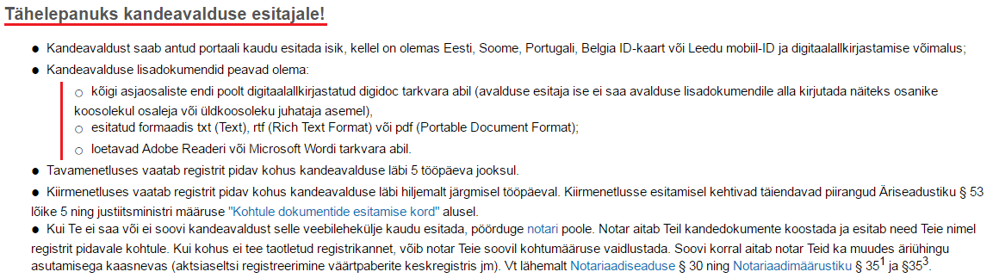 Tähelepanuks kandeavalduse esitajale!
● Kandeavaldust saab antud portaali kaudu esitada isik, kellel on olemas Eesti, Soome, Portugali, Belgia ID-kaart või Leedu mobiil-ID ja digitaalallkirjastamise võimalus;
● Kandeavalduse lisadokumendid peavad olema:
○ kõigi asjaosaliste endi poolt digitaalallkirjastatud digidoc tarkvara abil (avalduse esitaja ise ei saa avalduse lisadokumendile alla kirjutada näiteks osanike
koosolekul osaleja või üldkoosoleku juhataja asemel),
○ esitatud formaadis txt (Text), rtf (Rich Text Format) või pdf (Portable Document Format);
○ loetavad Adobe Readeri või Microsoft Wordi tarkvara abil.
● Tavamenetluses vaatab registrit pidav kohus kandeavalduse läbi 5 tööpäeva jooksul.
● Kiirmenetluses vaatab registrit pidav kohus kandeavalduse läbi hiljemalt järgmisel tööpäeval. Kiirmenetlusse esitamisel kehtivad täiendavad piirangud Äriseadustiku § 53
lõike 5 ning justiitsministri määruse "Kohtule dokumentide esitamise kord" alusel.
● Kui Te ei saa või ei soovi kandeavaldust selle veebilehekülje kaudu esitada, pöörduge notari poole. Notar aitab Teil kandedokumente koostada ja esitab need Teie nimel
registrit pidavale kohtule. Kui kohus ei tee taotletud registrikannet, võib notar Teie soovil kohtumääruse vaidlustada. Soovi korral aitab notar Teid ka muudes äriühingu
asutamisega kaasnevas (aktsiaseltsi registreerimine väärtpaberite keskregistris jm). Vt lähemalt Notariaadiseaduse § 30 ning Notariaadimäärustiku § 35¹ ja §35³.